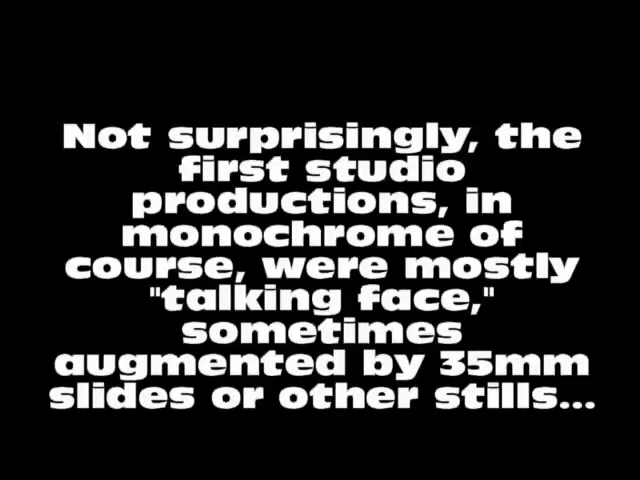 Not surprisingly, the
first studio
productions, in
monochrome of
course, were mostly
"talking face,"
sometimes
augmented by 35mm
slides or other stills...